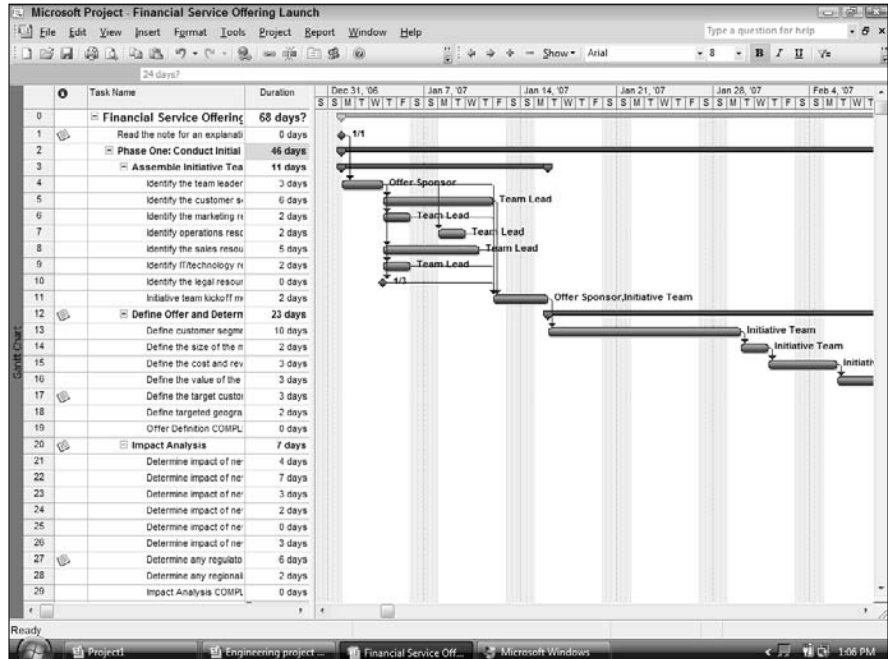 Microsoft Project - Financial Service Offering Launch
File Edit View Insert Format Tools Project Report Window Help
Type a question for help
Show Arial 8 B I U
24 days?
Task Name Duration
Dec 31, '06 Jan 7, '07 Jan 14, '07 Jan 21, '07 Jan 28, '07 Feb 4, '07
S S M T W T F S S M T W T F S S M T W T F S S M T W T F S S M T W T F S S M T W T
0 Financial Service Offering 68 days?
1 Read the note for an explanati 0 days 1/1
2 Phase One: Conduct Initial 46 days
3 Assemble Initiative Tea 11 days
4 Identify the team leader 3 days Offer Sponsor
5 Identify the customer s 6 days Team Lead
6 Identify the marketing re 2 days Team Lead
7 Identify operations resc 2 days Team Lead
8 Identify the sales resou 5 days Team Lead
9 Identify IT/technology re 2 days Team Lead
10 Identify the legal resour 0 days 1/3
11 Initiative team kickoff m 2 days Offer Sponsor,Initiative Team
12 Define Offer and Determ 23 days
13 Define customer segme 10 days Initiative Team
14 Define the size of the m 2 days Initiative Team
15 Define the cost and rev 3 days Initiati
16 Define the value of the 3 days
17 Define the target custor 3 days
18 Define targeted geogra 2 days
19 Offer Definition COMPL 0 days
20 Impact Analysis 7 days
21 Determine impact of ne 4 days
22 Determine impact of ne 7 days
23 Determine impact of ne 3 days
24 Determine impact of ne 2 days
25 Determine impact of ne 0 days
26 Determine impact of ne 3 days
27 Determine any regulato 6 days
28 Determine any regionali 2 days
29 Impact Analysis COMPL 0 days
Gantt Chart
Ready
Project1 Engineering project ... Financial Service Off... Microsoft Windows 1:06 PM